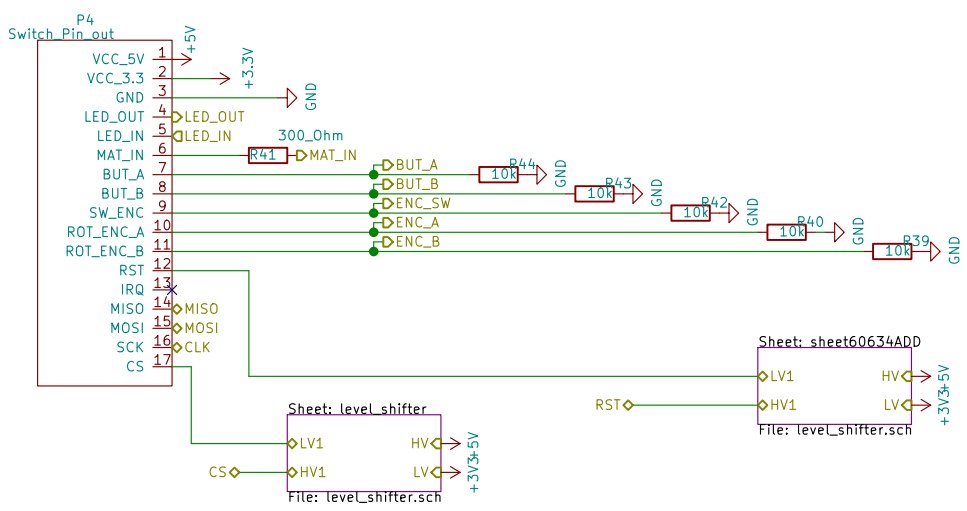 P4
Switch_Pin_out
VCC_5V 1 +5V
VCC_3.3 2 +3.3V
GND 3 GND
LED_OUT 4 LED_OUT
LED_IN 5 LED_IN
300_Ohm
MAT_IN 6 R41 MAT_IN
BUT_A 7 BUT_A R44 10k GND
BUT_B 8 BUT_B R43 10k GND
SW_ENC 9 ENC_SW R42 10k GND
ROT_ENC_A 10 ENC_A R40 10k GND
ROT_ENC_B 11 ENC_B R39 10k GND
RST 12
IRQ 13
MISO 14 MISO
MOSI 15 MOSI
SCK 16 CLK
CS 17
Sheet: sheet60634ADD
LV1 HV +5V
RST HV1 LV +3V3
File: level_shifter.sch
Sheet: level_shifter
LV1 HV +5V
CS HV1 LV +3V3
File: level_shifter.sch